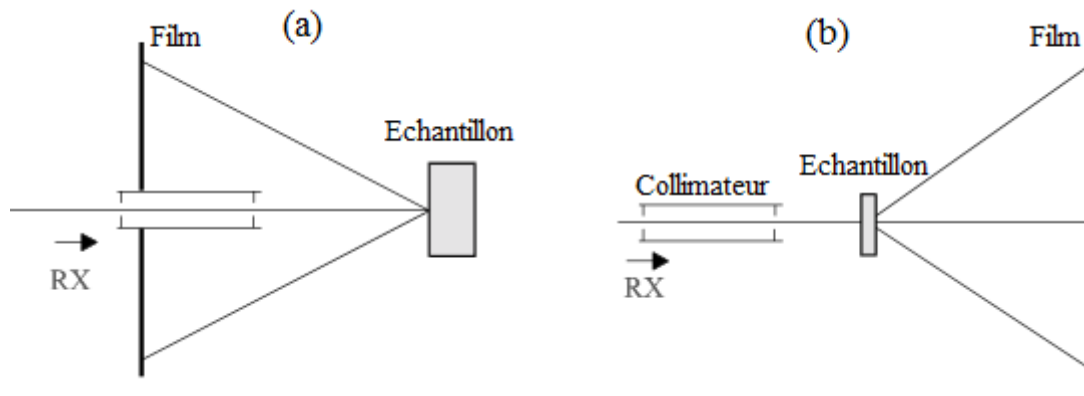 (a)
Film
Echantillon
RX
(b)
Film
Echantillon
Collimateur
RX